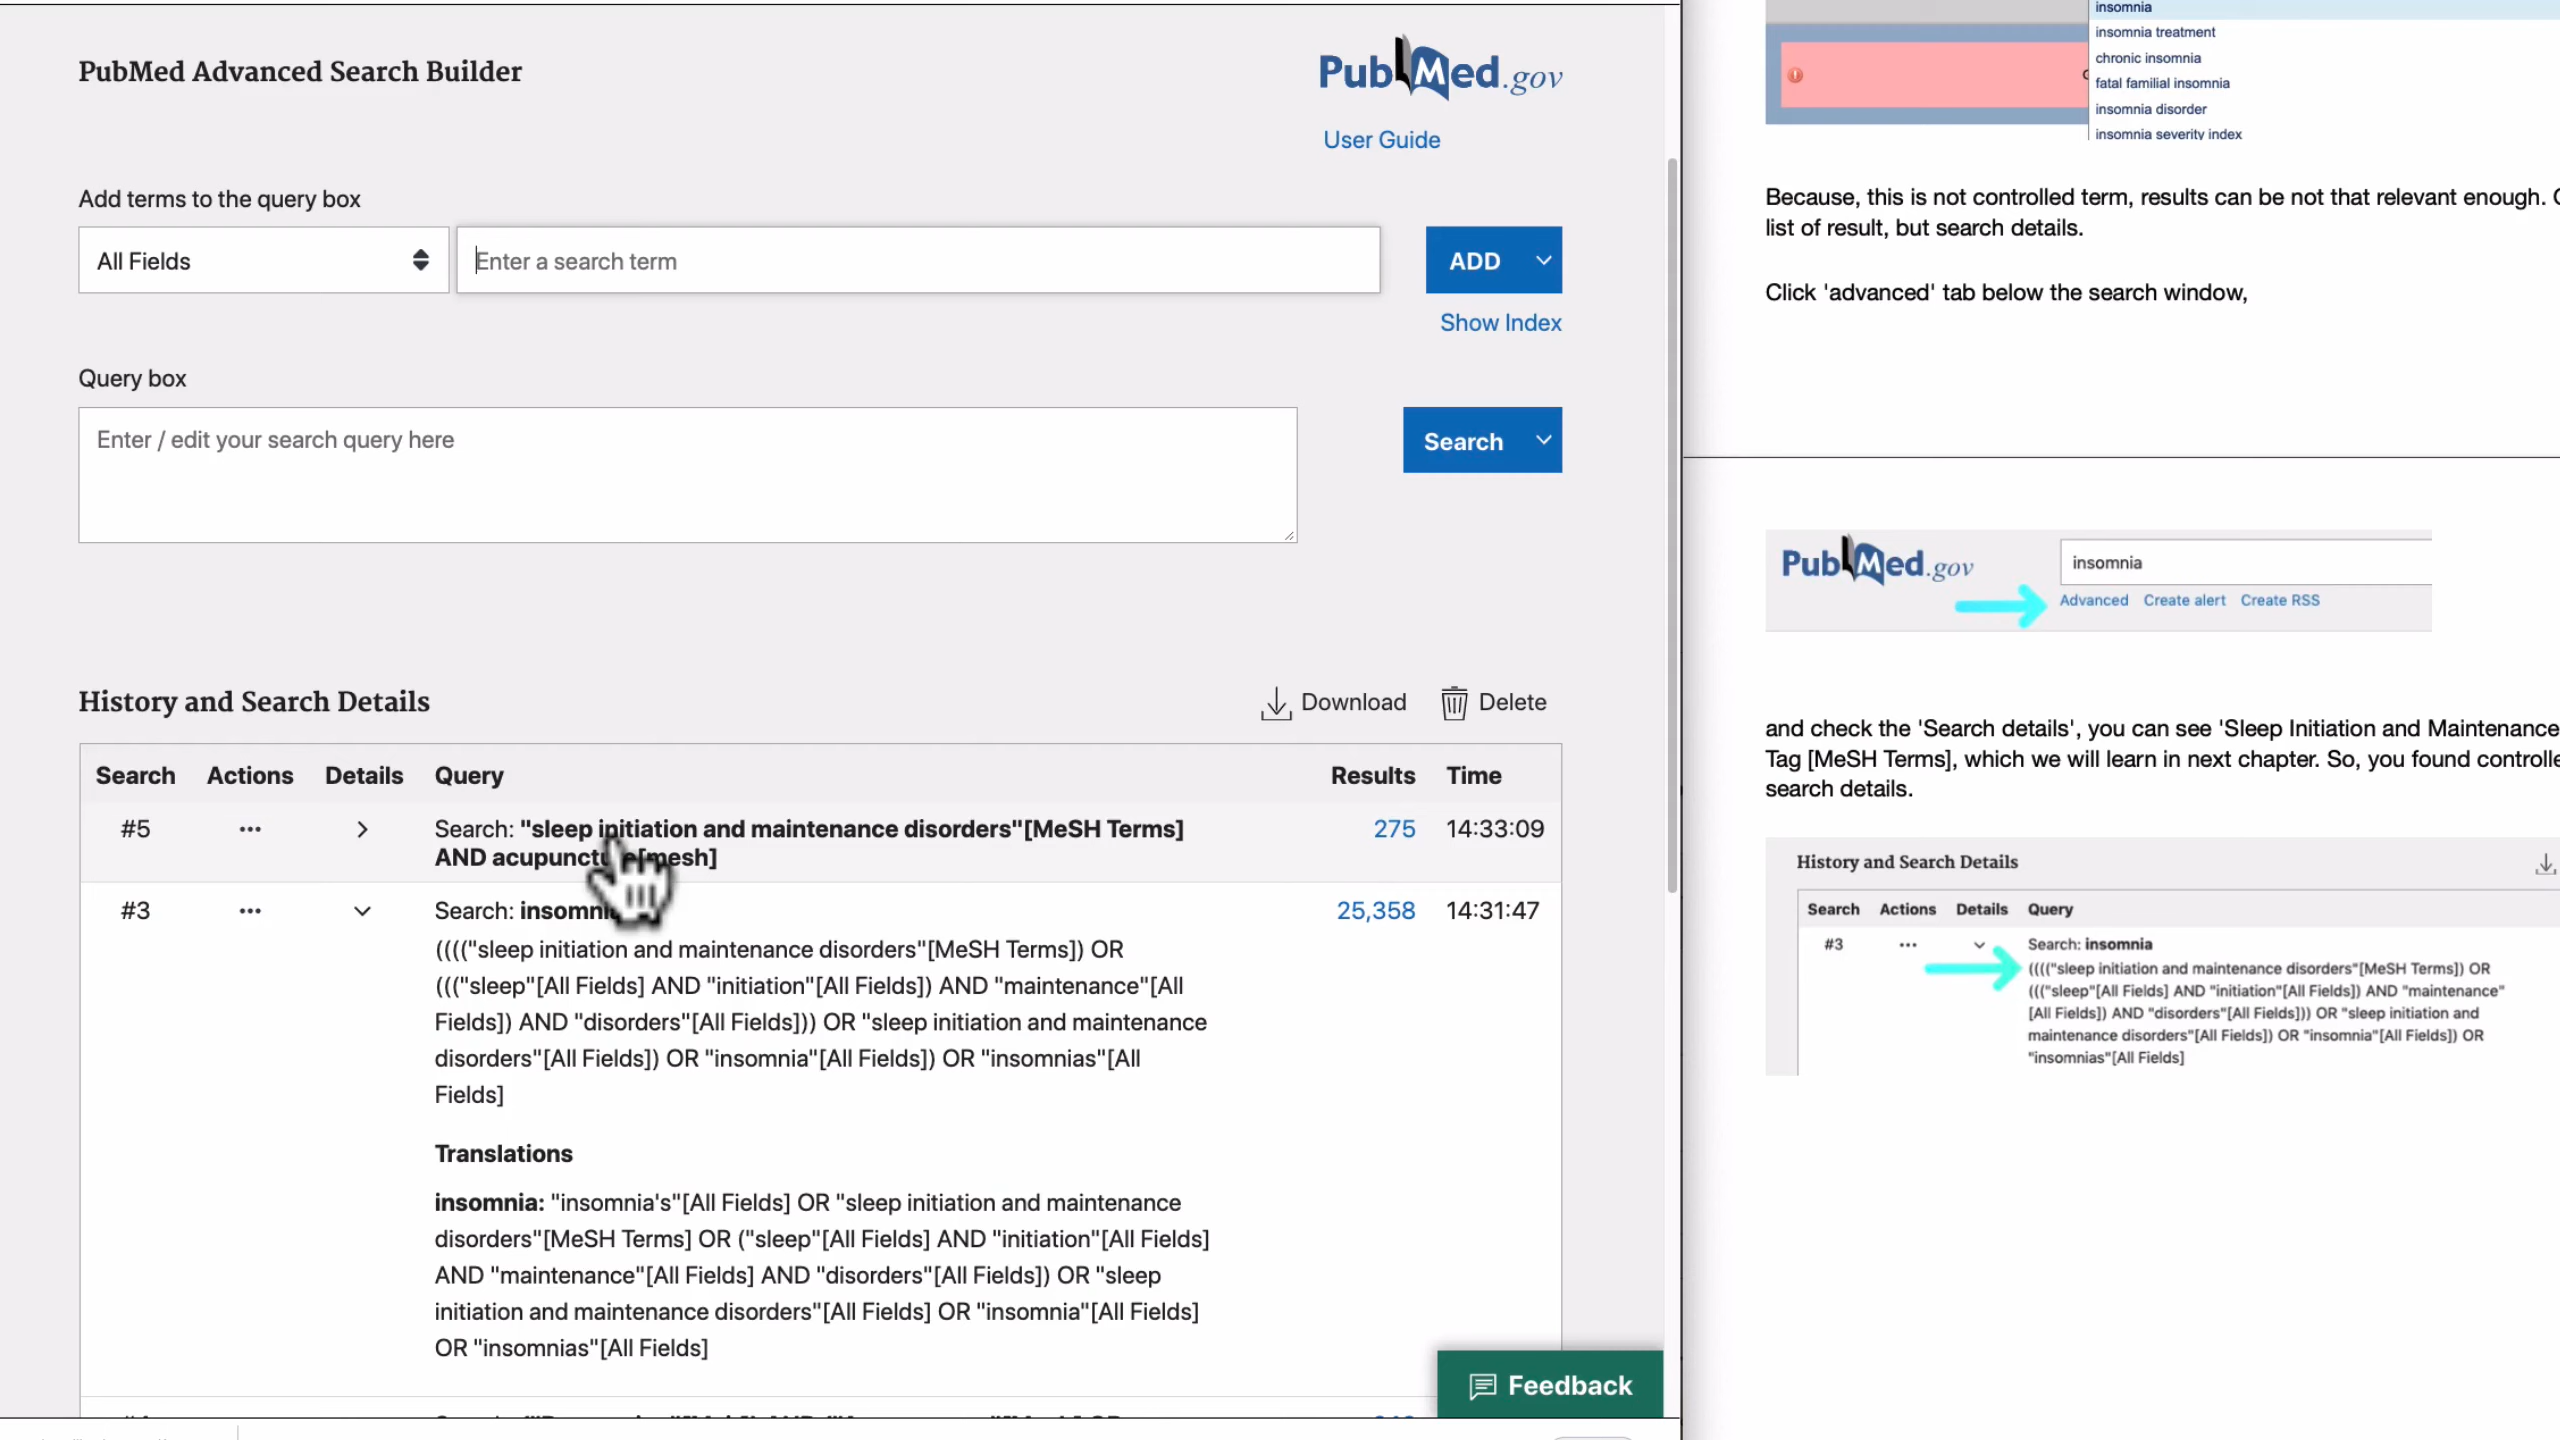 PubMed Advanced Search Builder
PubMed.gov
User Guide
Add terms to the query box
All Fields
Enter a search term
ADD
Show Index
Query box
Enter / edit your search query here
Search
History and Search Details
Download
Delete
Search Actions Details Query Results Time
#5 ... Search: "sleep initiation and maintenance disorders"[MeSH Terms] 275 14:33:09
AND [mesh]
#3 ... Search: 25,358 14:31:47
(((("sleep initiation and maintenance disorders"[MeSH Terms]) OR
((("sleep"[All Fields] AND "initiation"[All Fields]) AND "maintenance"[All
Fields]) AND "disorders"[All Fields])) OR "sleep initiation and maintenance
disorders"[All Fields]) OR "insomnia"[All Fields]) OR "insomnias"[All
Fields]
Translations
insomnia: "insomnia's"[All Fields] OR "sleep initiation and maintenance
disorders"[MeSH Terms] OR ("sleep"[All Fields] AND "initiation"[All Fields]
AND "maintenance"[All Fields] AND "disorders"[All Fields]) OR "sleep
initiation and maintenance disorders"[All Fields] OR "insomnia"[All Fields]
OR "insomnias"[All Fields]
Feedback
insomnia
insomnia treatment
chronic insomnia
fatal familial insomnia
insomnia disorder
insomnia severity index
Because, this is not controlled term, results can be not that relevant enough.
list of result, but search details.
Click 'advanced' tab below the search window,
PubMed.gov
insomnia
Advanced Create alert Create RSS
and check the 'Search details', you can see 'Sleep Initiation and Maintenance
Tag [MeSH Terms], which we will learn in next chapter. So, you found controlle
search details.
History and Search Details
Search Actions Details Query
#3 ... Search: insomnia
(((("sleep initiation and maintenance disorders"[MeSH Terms]) OR
((("sleep"[All Fields] AND "initiation"[All Fields]) AND "maintenance"
[All Fields]) AND "disorders"[All Fields])) OR "sleep initiation and
maintenance disorders"[All Fields]) OR "insomnia"[All Fields]) OR
"insomnias"[All Fields]